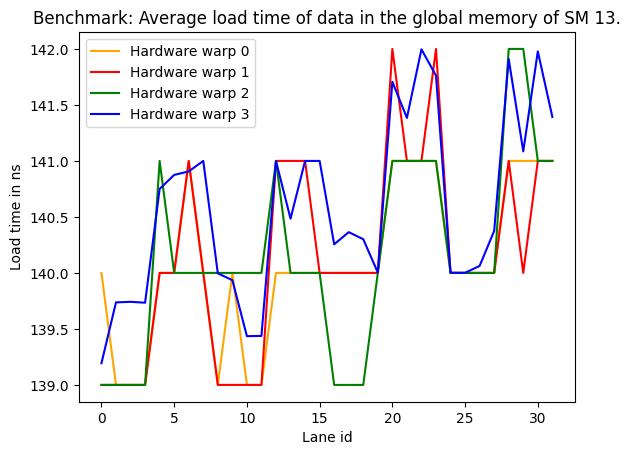 Benchmark: Average load time of data in the global memory of SM 13.
Hardware warp 0
Hardware warp 1
Hardware warp 2
Hardware warp 3
142.0
141.5
141.0
140.5
140.0
139.5
139.0
Load time in ns
0 5 10 15 20 25 30
Lane id